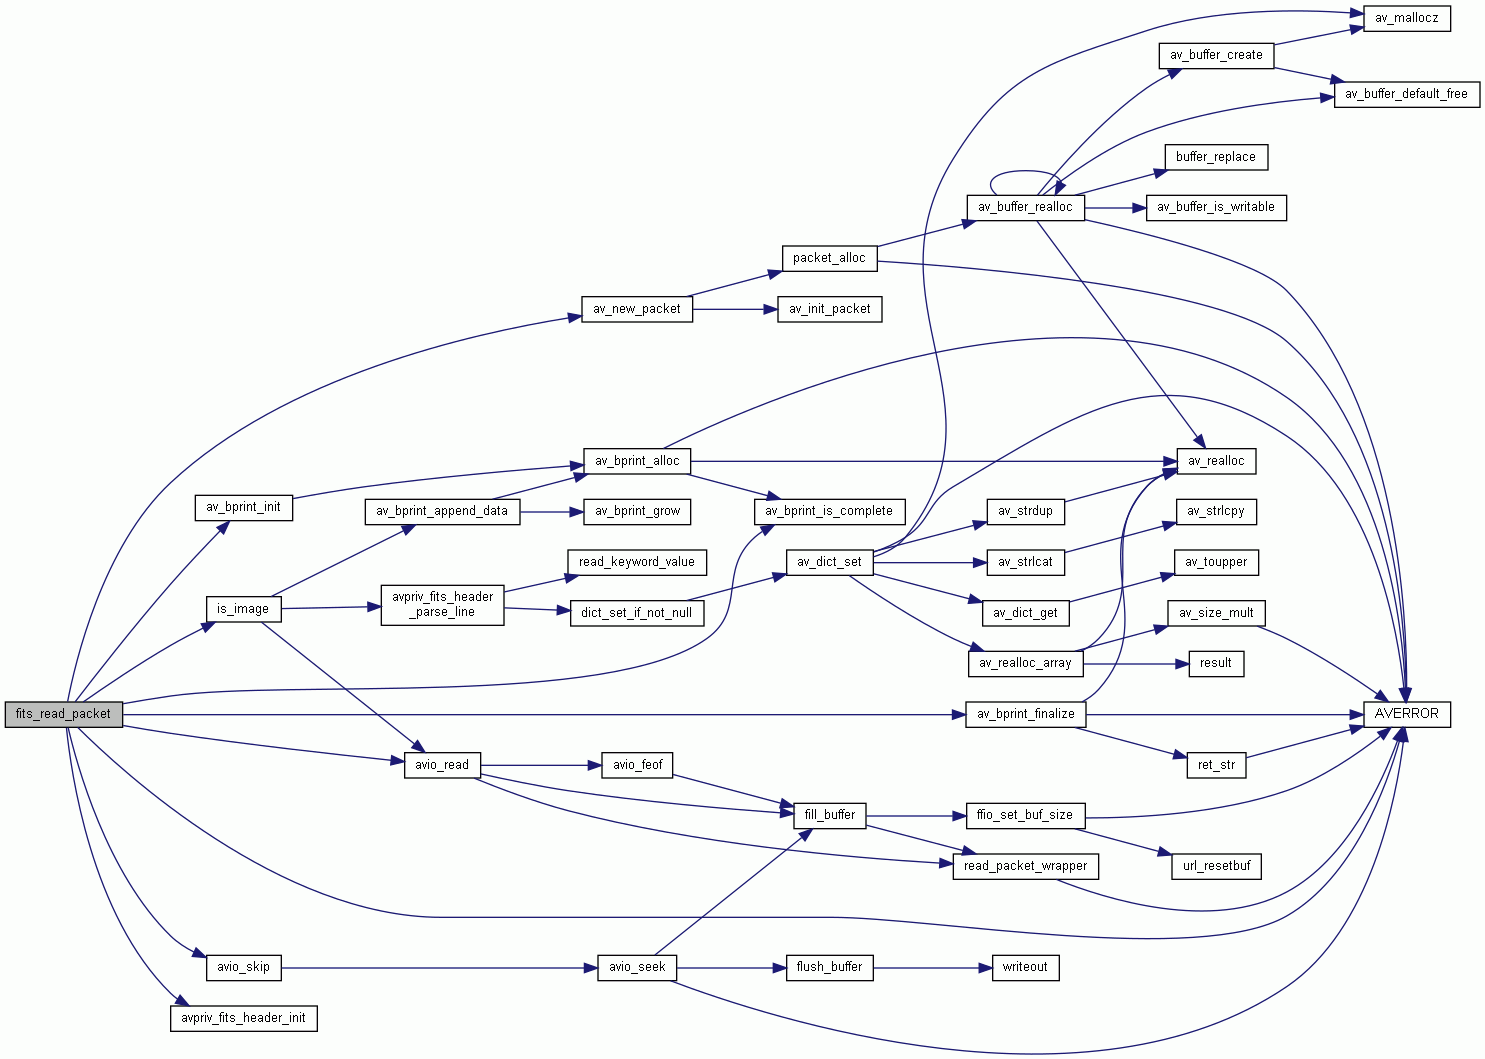 av_mallocz
av_buffer_create
av_buffer_default_free
buffer_replace
av_buffer_realloc
av_buffer_is_writable
packet_alloc
av_new_packet
av_init_packet
av_bprint_alloc
av_realloc
av_bprint_init
av_bprint_append_data
av_bprint_grow
av_bprint_is_complete
av_strdup
av_strlcpy
read_keyword_value
av_dict_set
av_strlcat
av_toupper
is_image
avpriv_fits_header
_parse_line
dict_set_if_not_null
av_dict_get
av_size_mult
av_realloc_array
result
fits_read_packet
av_bprint_finalize
AVERROR
avio_read
avio_feof
ret_str
fill_buffer
ffio_set_buf_size
read_packet_wrapper
url_resetbuf
avio_skip
avio_seek
flush_buffer
writeout
avpriv_fits_header_init